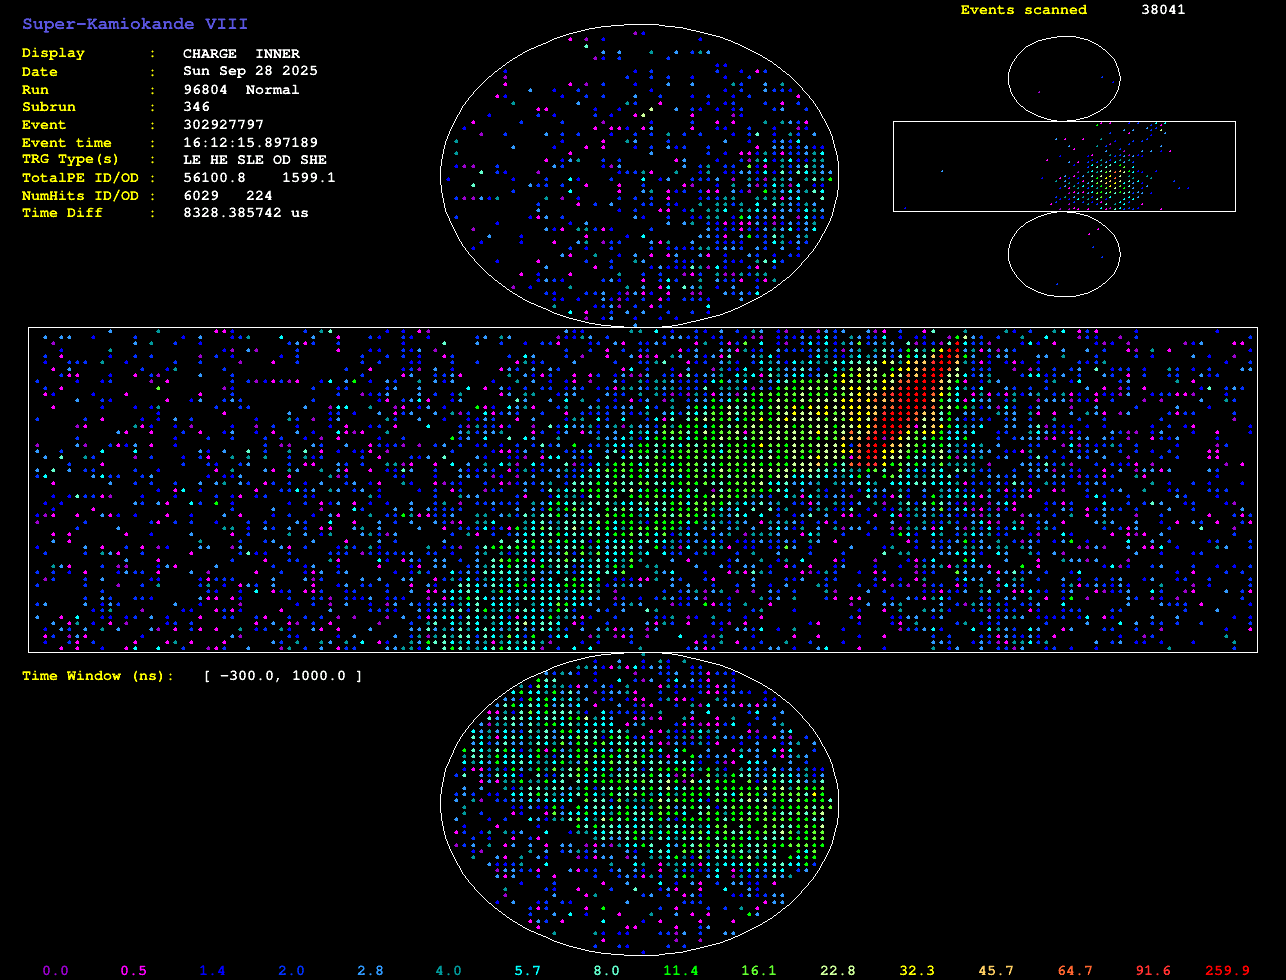 Super-Kamiokande VIII
Events scanned 38041
Display : CHARGE INNER
Date : Sun Sep 28 2025
Run : 96804 Normal
Subrun : 346
Event : 302927797
Event time : 16:12:15.897189
TRG Type(s) : LE HE SLE OD SHE
TotalPE ID/OD : 56100.8 1599.1
NumHits ID/OD : 6029 224
Time Diff : 8328.385742 us
Time Window (ns): [ -300.0, 1000.0 ]
0.0 0.5 1.4 2.0 2.8 4.0 5.7 8.0 11.4 16.1 22.8 32.3 45.7 64.7 91.6 259.9